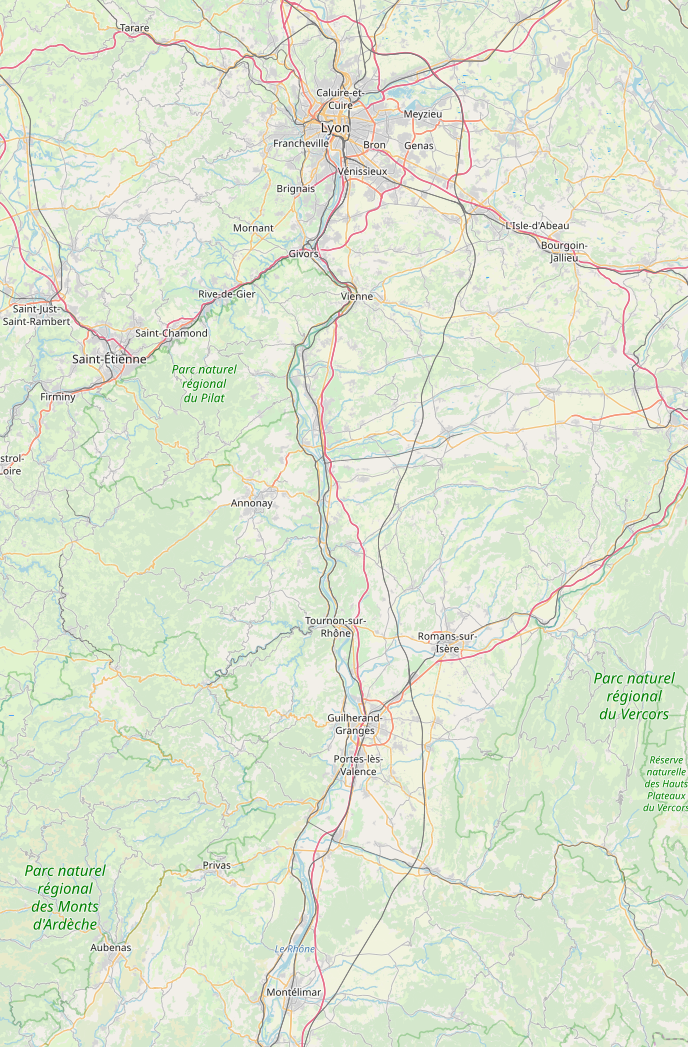 Tarare
Caluire-et-
Cuire
Meyzieu
Lyon
Francheville
Bron
Genas
Vénissieux
Brignais
Mornant
L'Isle-d'Abeau
Bourgoin-
Jallieu
Givors
Rive-de-Gier
Vienne
Saint-Just-
Saint-Rambert
Saint-Chamond
Saint-Étienne
Parc naturel
régional
du Pilat
Firminy
strol-
Loire
Annonay
Tournon-sur-
Rhône
Romans-sur-
Isère
Parc naturel
régional
du Vercors
Guilherand-
Granges
Portes-lès-
Valence
Réserve
naturelle
des Hauts
Plateaux
du Vercors
Privas
Parc naturel
régional
des Monts
d'Ardèche
Aubenas
Le Rhône
Montélimar